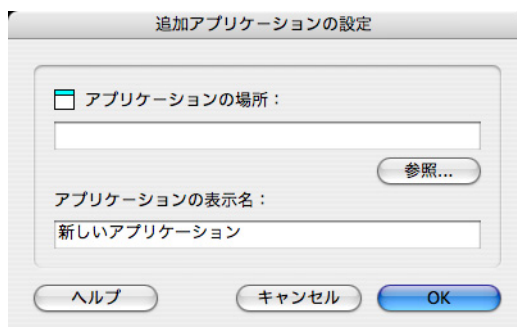 追加アプリケーションの設定
アプリケーションの場所：
参照...
アプリケーションの表示名：
新しいアプリケーション
ヘルプ
キャンセル
OK